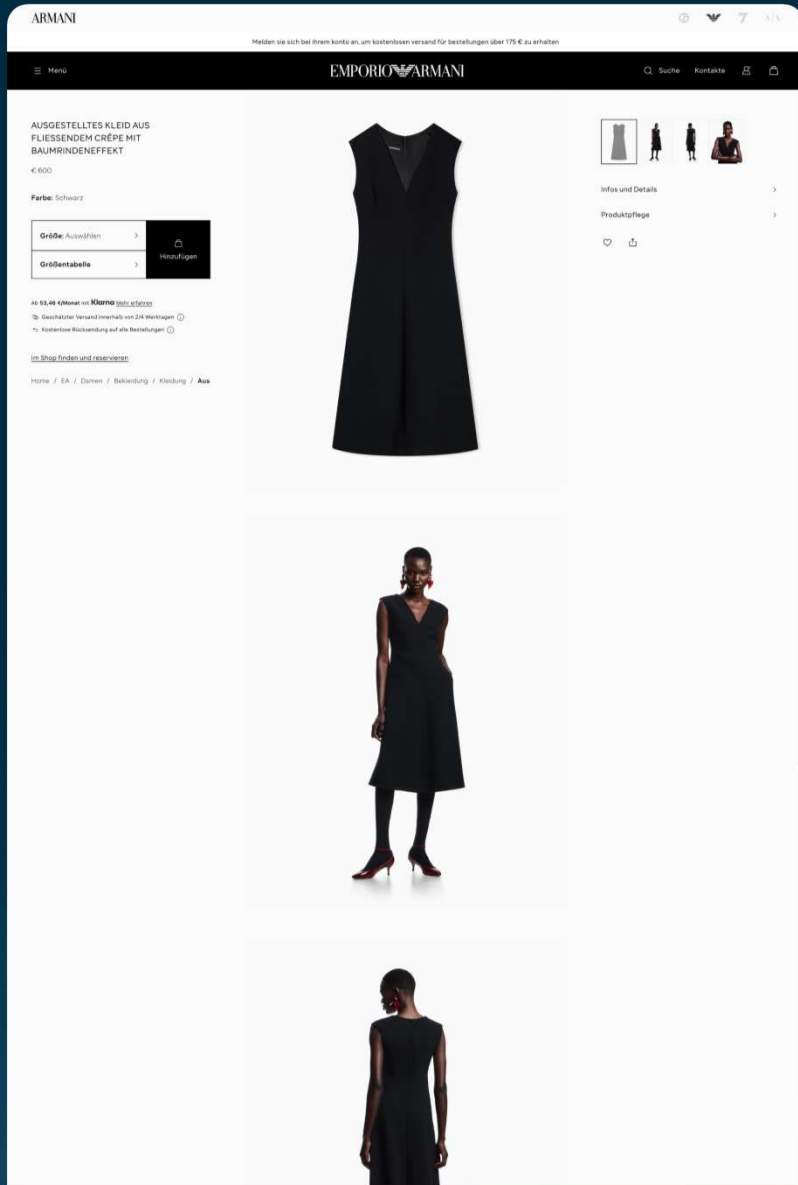 ARMANI
A|X
Melden sie sich bei ihrem konto an, um kostenlosen versand für bestellungen über 175 € zu erhalten
Menü
EMPORIO ARMANI
Suche
Kontakte
AUSGESTELLTES KLEID AUS
FLIESSENDEM CRÊPE MIT
BAUMRINDENEFFEKT
€ 600
Farbe: Schwarz
Größe: Auswählen
Größentabelle
Hinzufügen
Ab 53,46 €/Monat mit Klarna Mehr erfahren
Geschätzter Versand innerhalb von 2/4 Werktagen
Kostenlose Rücksendung auf alle Bestellungen
Im Shop finden und reservieren
Home / EA / Damen / Bekleidung / Kleidung / Aus
Infos und Details
Produktpflege